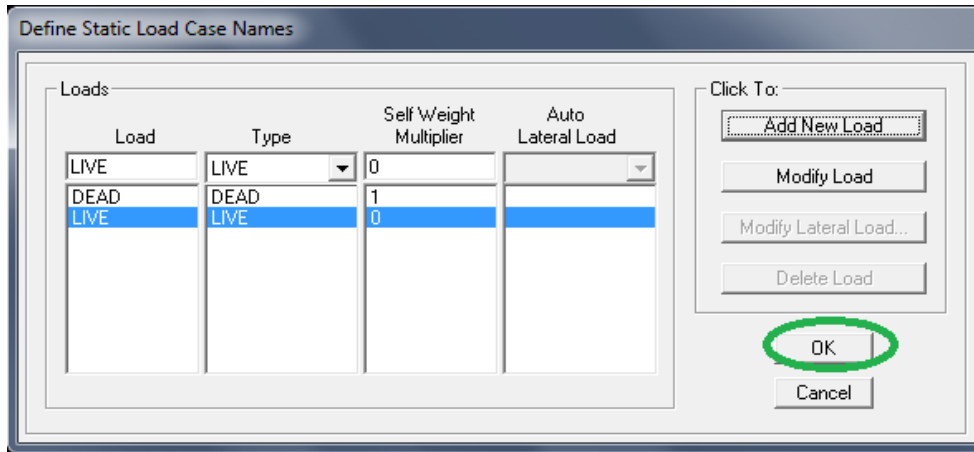 Define Static Load Case Names
Loads
Load Type Self Weight Multiplier Auto Lateral Load
LIVE LIVE 0
DEAD DEAD 1
LIVE LIVE 0
Click To:
Add New Load
Modify Load
Modify Lateral Load...
Delete Load
OK
Cancel